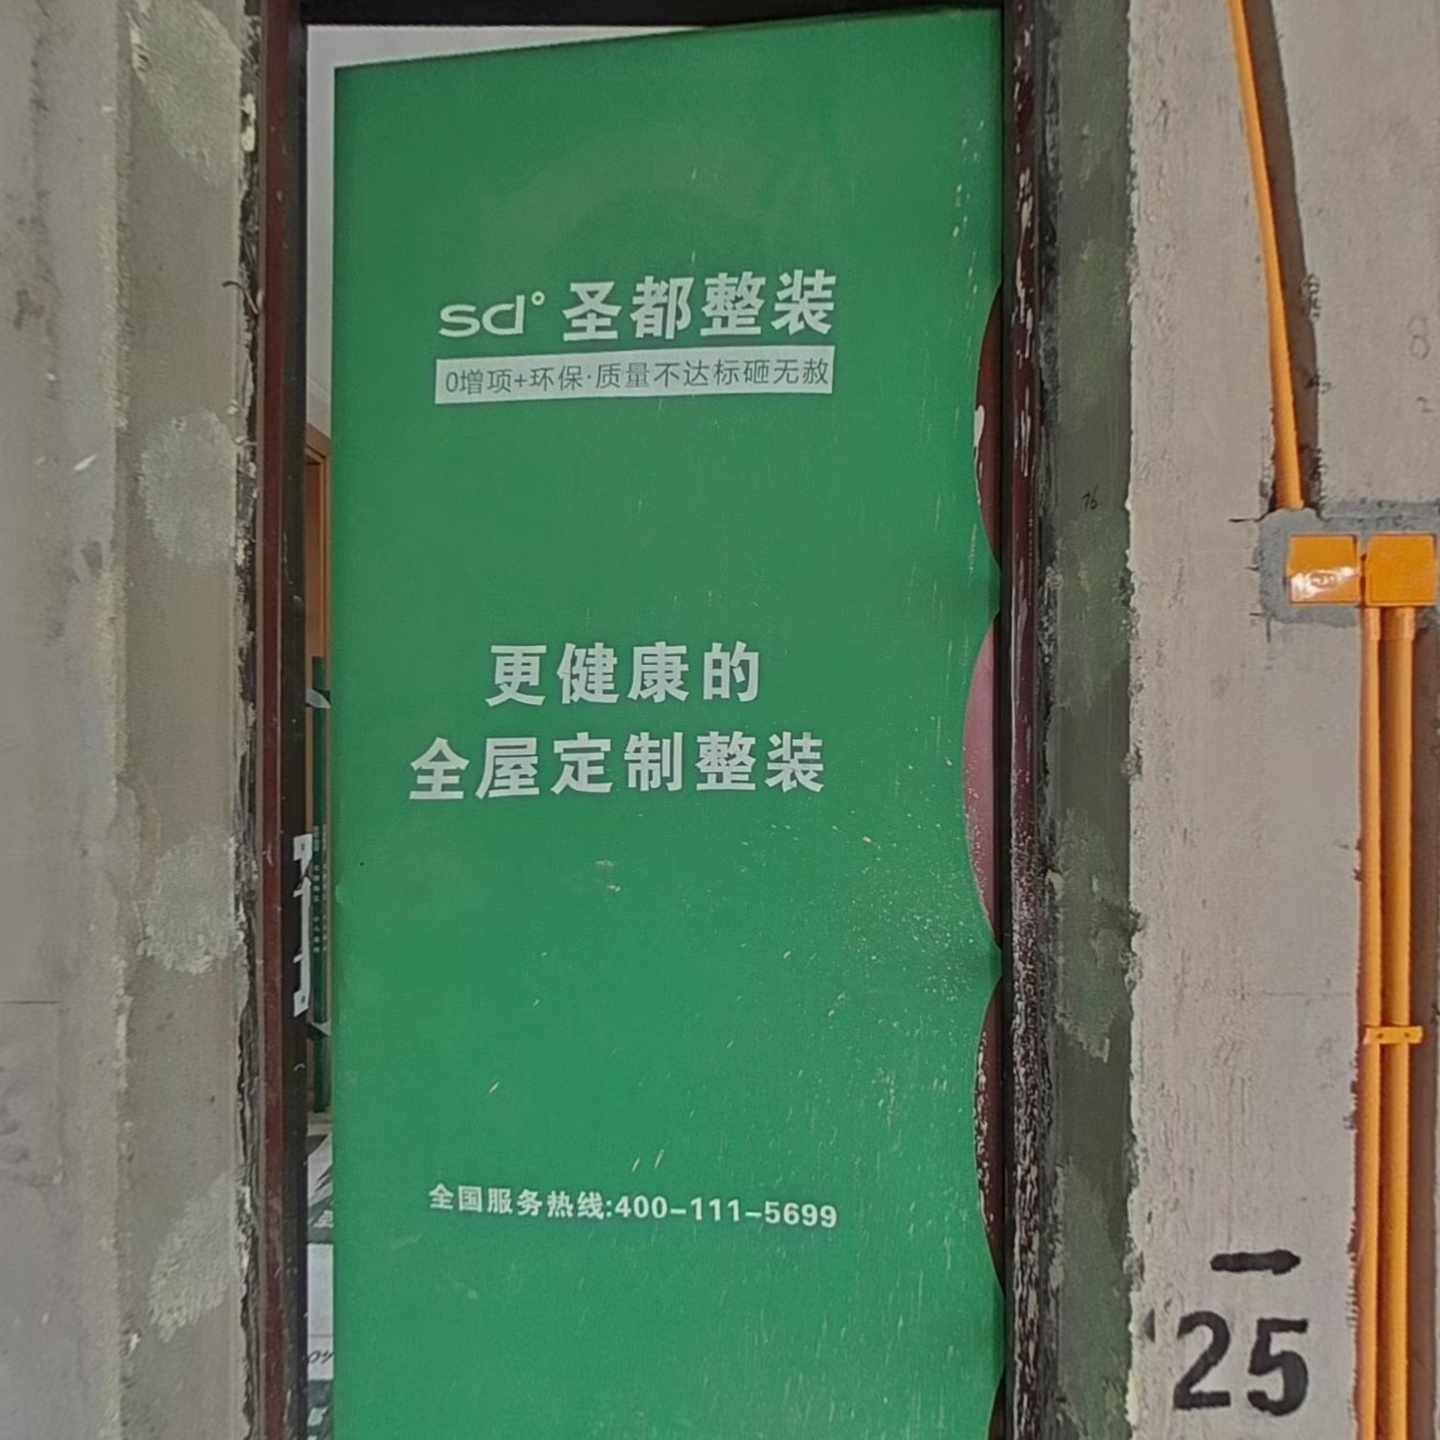 sd° 圣都整装
0增项+环保·质量不达标砸无赦
更健康的
全屋定制整装
全国服务热线:400-111-5699
76
一
25